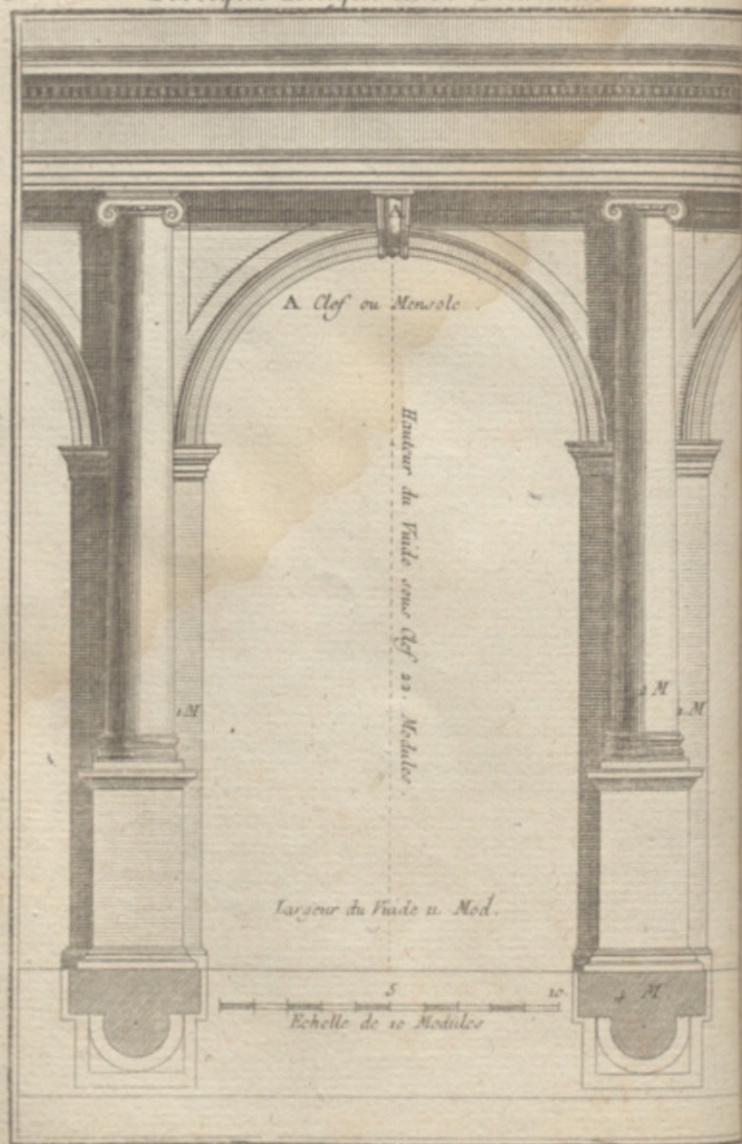 A
A Clef ou Mensole.
Hauteur du Vuide sous Clef 22. Modules.
1 M
2 M
1 M
Largeur du Vuide 11 Mod.
5
10.
4 M
Echelle de 10 Modules